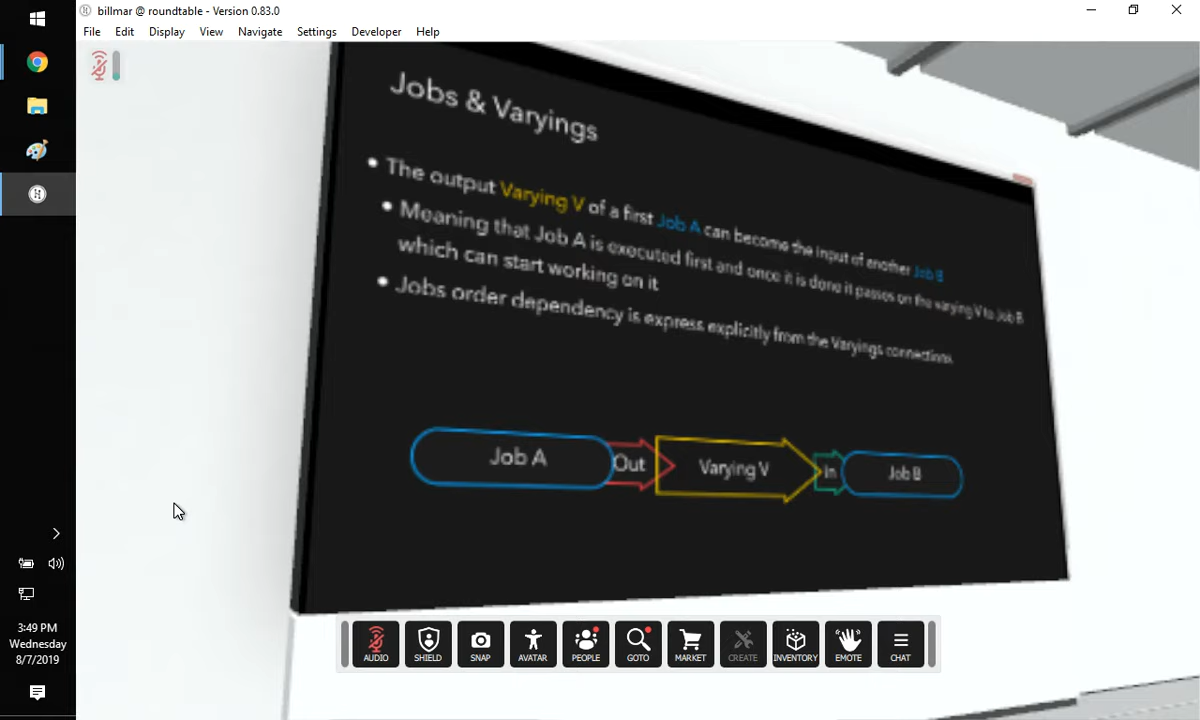 billmar @ roundtable - Version 0.83.0
File Edit Display View Navigate Settings Developer Help
Jobs & Varyings
• The output Varying V of a first Job A can become the input of another Job B
• Meaning that Job A is executed first and once it is done it passes on the varying V to Job B
which can start working on it
• Jobs order dependency is express explicitly from the Varyings connections
Job A Out Varying V in Job B
3:49 PM
Wednesday
8/7/2019
AUDIO SHIELD SNAP AVATAR PEOPLE GOTO MARKET CREATE INVENTORY EMOTE CHAT